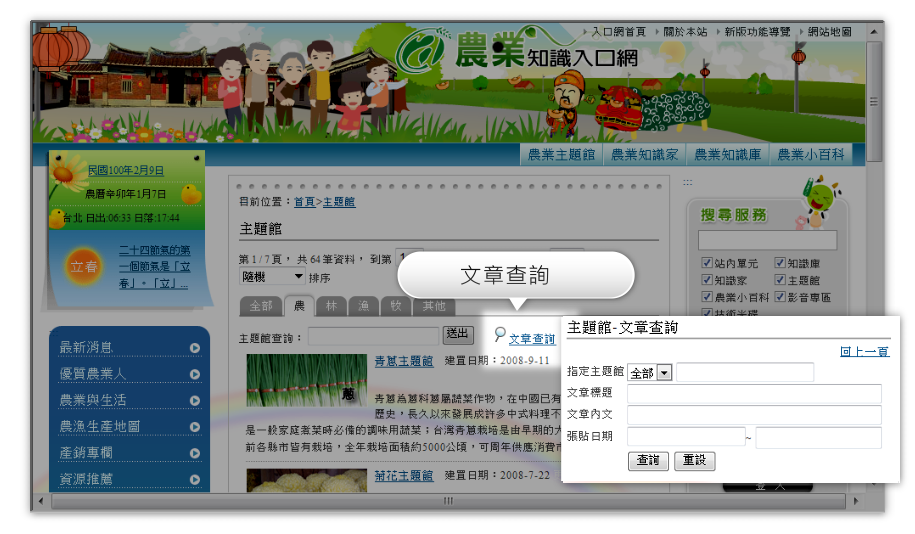 入口網首頁 關於本站 新版功能導覽 網站地圖
農業知識入口網
農業主題館 農業知識家 農業知識庫 農業小百科
民國100年2月9日
農曆辛卯年1月7日
台北 日出:06:33 日落:17:44
立春
二十四節氣的第
一個節氣是「立
春」。「立」...
最新消息
優質農業人
農業與生活
農漁生產地圖
產銷專欄
資源推薦
目前位置：首頁>主題館
主題館
第 1/7 頁， 共 64 筆資料， 到第 1
隨機 排序
文章查詢
全部 農 林 漁 牧 其他
主題館查詢： 送出 文章查詢
青蔥主題館 建置日期：2008-9-11
蔥
青蔥為蔥科蔥屬蔬菜作物，在中國已有
歷史，長久以來發展成許多中式料理不
是一般家庭煮菜時必備的調味用蔬菜；台灣青蔥栽培是由早期的大
前各縣市皆有栽培，全年栽培面積約5000公頃，可周年供應消費市
菊花主題館 建置日期：2008-7-22
搜尋服務
站內單元 知識庫
知識家 主題館
農業小百科 影音專區
技術半碟
主題館-文章查詢
回上一頁
指定主題館 全部
文章標題
文章內文
張貼日期 ~
查詢 重設
登入